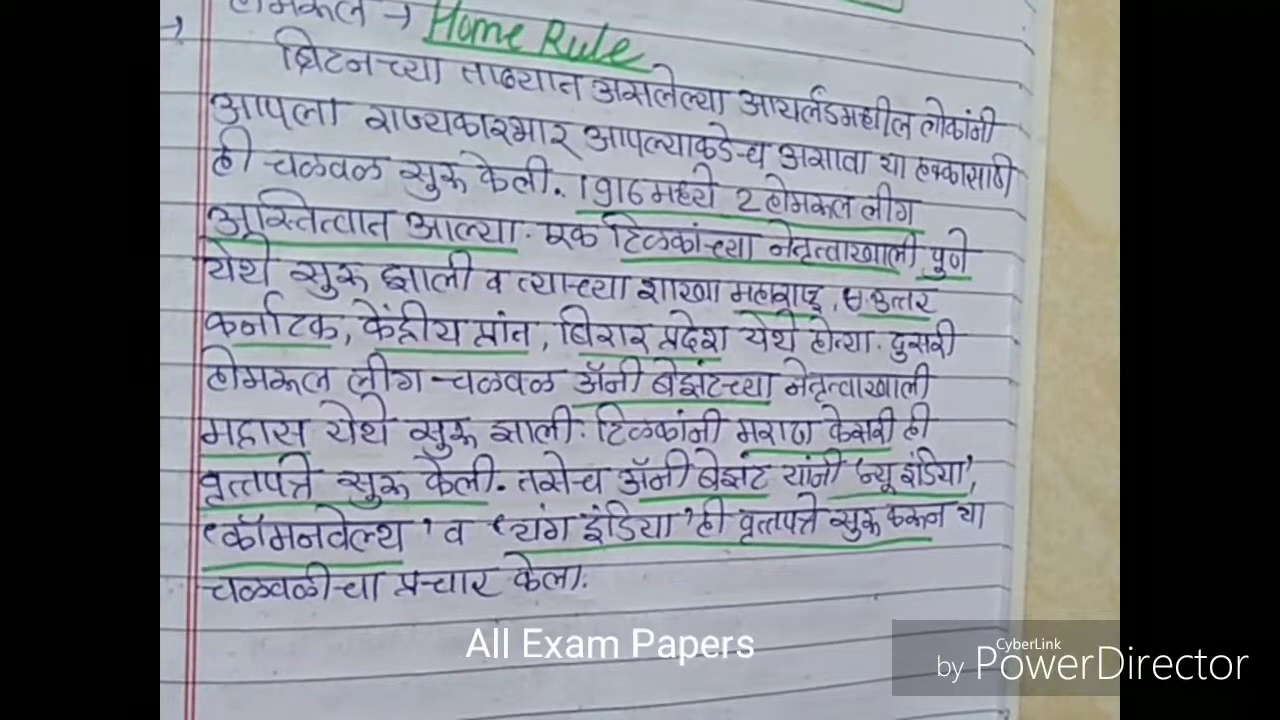 होमरूल → Home Rule
→ ब्रिटनच्या ताब्यात असलेल्या आयर्लंडमधील लोकांनी
आपला राज्यकारभार आपल्याकडेच असावा या हक्कासाठी
ही चळवळ सुरू केली. 1916 मध्ये 2 होमरूल लीग
अस्तित्वात आल्या. एक टिळकांच्या नेतृत्वाखाली पुणे
येथे सुरू झाली व त्याच्या शाखा महाराष्ट्र, उत्तर
कर्नाटक, केंद्रीय प्रांत, बिरार प्रदेश येथे होत्या. दुसरी
होमरूल लीग चळवळ ॲनी बेझंटच्या नेतृत्वाखाली
मद्रास येथे सुरू झाली. टिळकांनी मराठा केसरी ही
वृत्तपत्रे सुरू केली. तसेच ॲनी बेझंट यांनी 'न्यू इंडिया',
'कॉमनवेल्थ' व 'यंग इंडिया' ही वृत्तपत्रे सुरू करून या
चळवळीचा प्रचार केला.
All Exam Papers
CyberLink
by PowerDirector